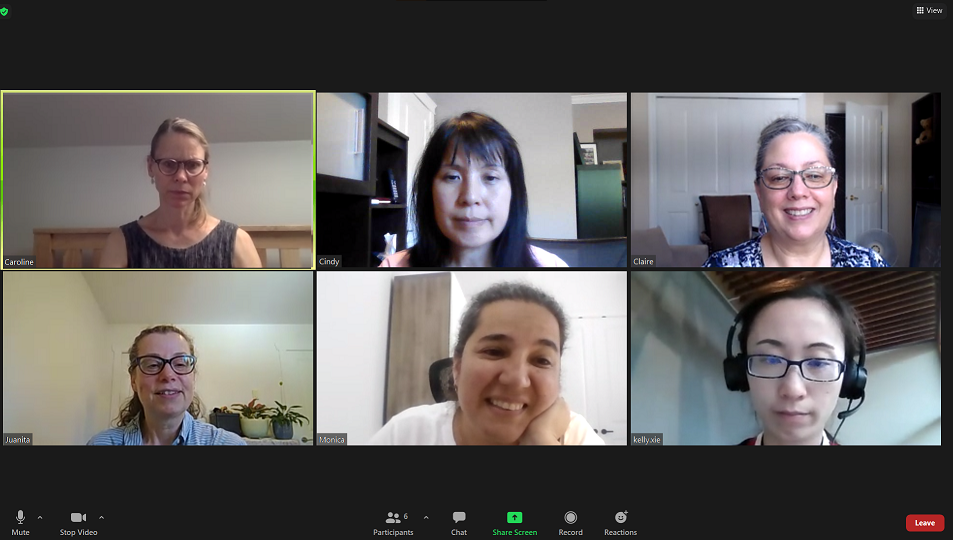 View
Caroline
Cindy
Claire
Juanita
Monica
kelly.xie
Mute
Stop Video
Participants
6
Chat
Share Screen
Record
Reactions
Leave